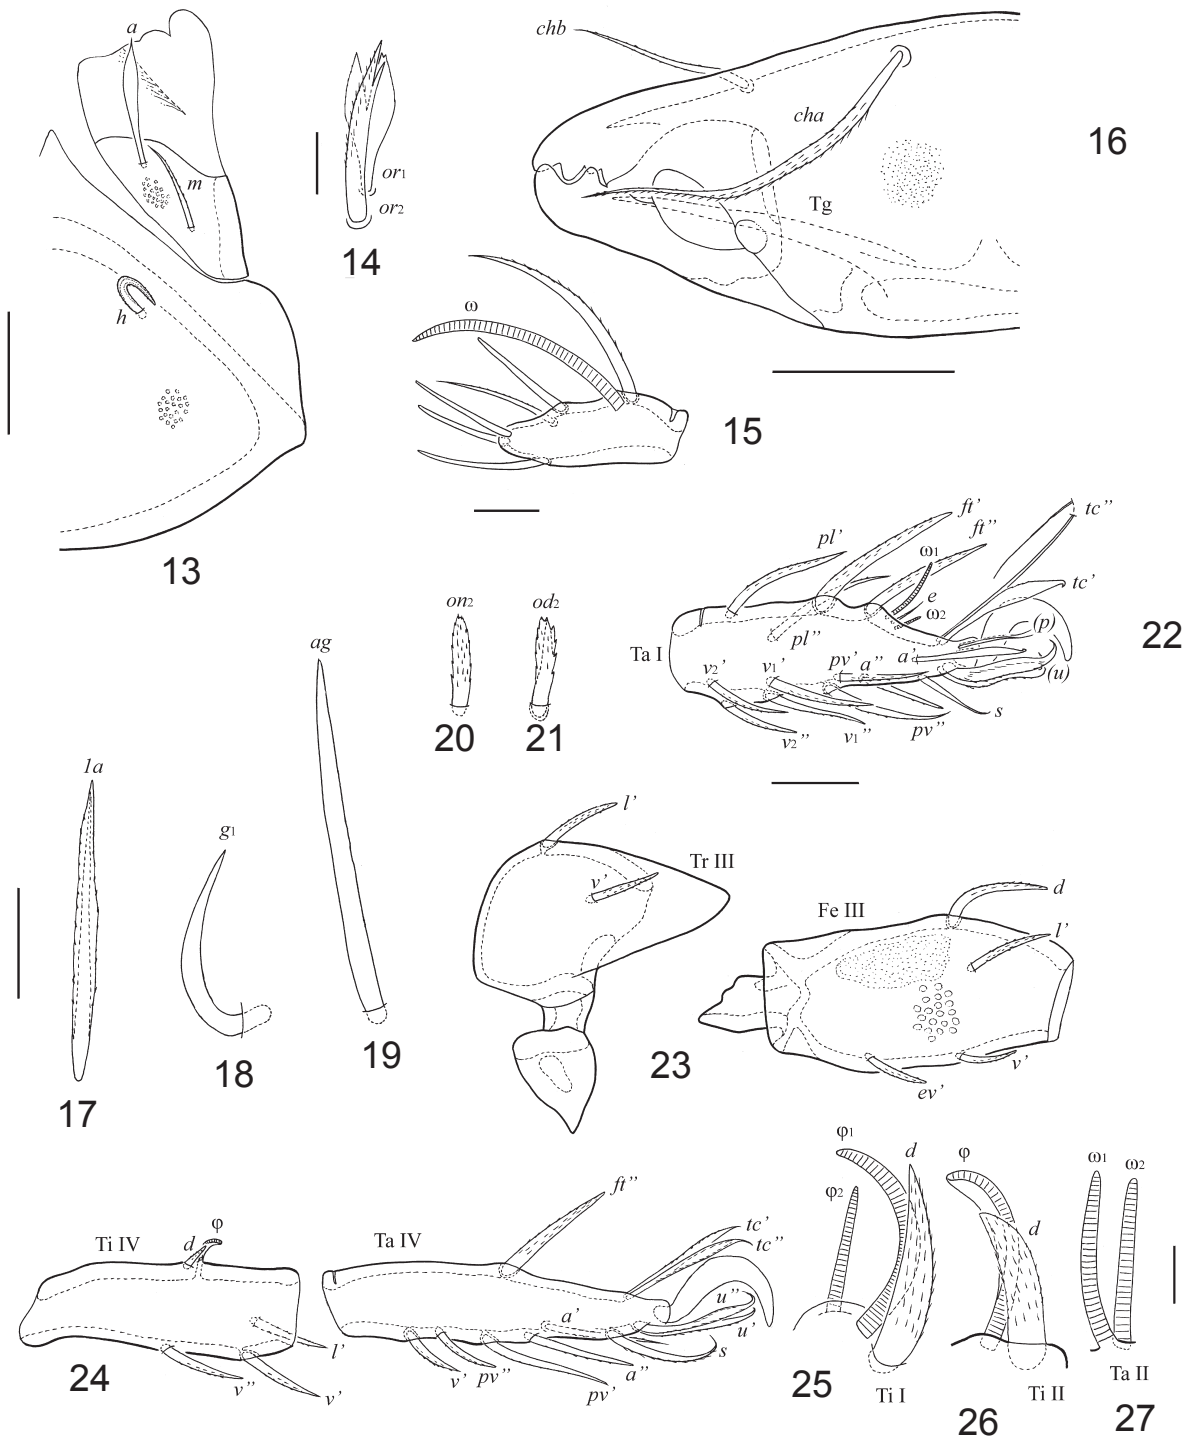 a
m
h
13
or1
or2
14
ω
15
chb
cha
Tg
16
1a
17
g1
18
ag
19
on2
20
od2
21
Ta I
pl’
pl”
ft’
ft”
ω1
e
ω2
tc”
tc’
(p)
(u)
a’
a”
pv’
pv”
s
v1’
v1”
v2’
v2”
22
l’
v’
Tr III
Fe III
d
l’
v’
ev’
23
Ti IV
d
φ
l’
v”
v’
Ta IV
ft”
tc’
tc”
u”
u’
s
a’
a”
pv’
pv”
v’
24
φ1
φ2
d
Ti I
25
φ
d
Ti II
26
ω1
ω2
Ta II
27